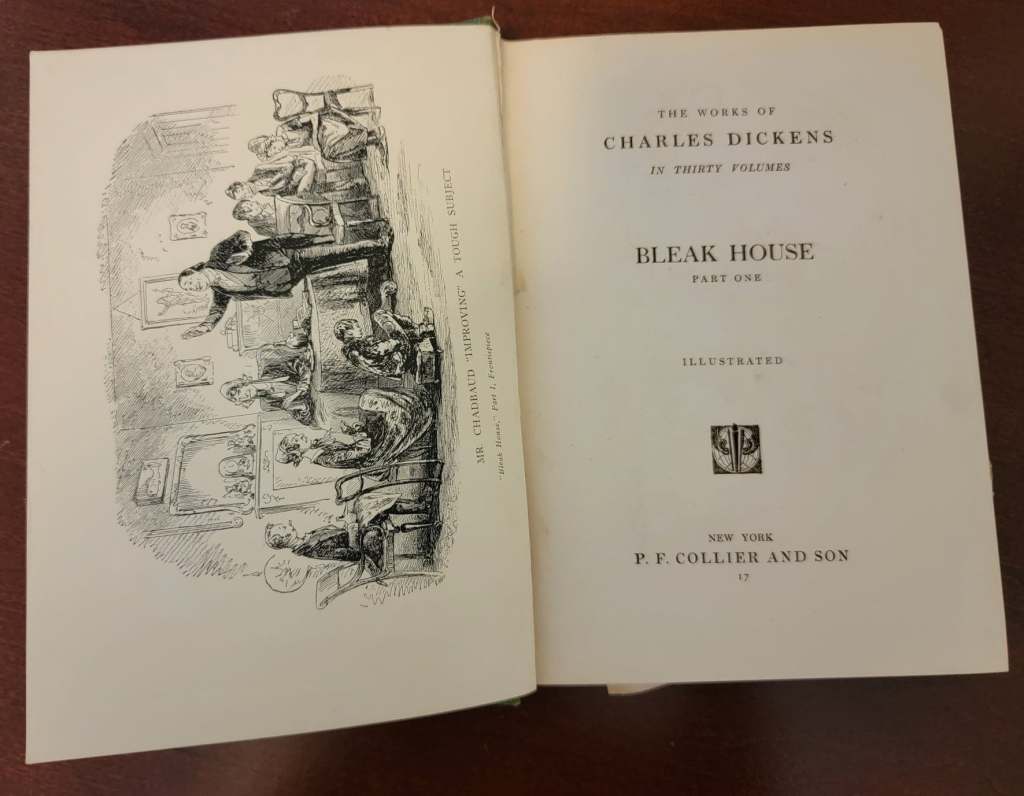 MR. CHADBAUD "IMPROVING" A TOUGH SUBJECT
"Bleak House," Part I, Frontispiece
THE WORKS OF
CHARLES DICKENS
IN THIRTY VOLUMES
BLEAK HOUSE
PART ONE
ILLUSTRATED
NEW YORK
P. F. COLLIER AND SON
17